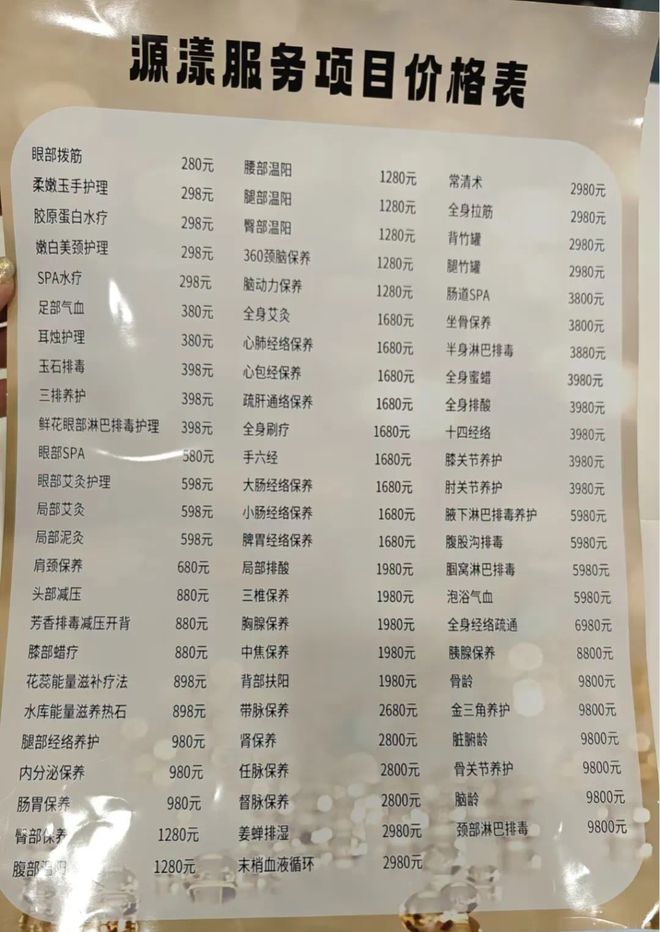 源漾服务项目价格表
眼部拨筋 280元
柔嫩玉手护理 298元
胶原蛋白水疗 298元
嫩白美颈护理 298元
SPA水疗 298元
足部气血 380元
耳烛护理 380元
玉石排毒 398元
三排养护 398元
鲜花眼部淋巴排毒护理 398元
眼部SPA 580元
眼部艾灸护理 598元
局部艾灸 598元
局部泥灸 598元
肩颈保养 680元
头部减压 880元
芳香排毒减压开背 880元
膝部蜡疗 880元
花蕊能量滋补疗法 898元
水库能量滋养热石 898元
腿部经络养护 980元
内分泌保养 980元
肠胃保养 980元
臀部保养 1280元
腹部温阳 1280元
腰部温阳 1280元
腿部温阳 1280元
臀部温阳 1280元
360颈脑保养 1280元
脑动力保养 1280元
全身艾灸 1680元
心肺经络保养 1680元
心包经保养 1680元
疏肝通络保养 1680元
全身刷疗 1680元
手六经 1680元
大肠经络保养 1680元
小肠经络保养 1680元
脾胃经络保养 1680元
局部排酸 1980元
三椎保养 1980元
胸腺保养 1980元
中焦保养 1980元
背部扶阳 1980元
带脉保养 2680元
肾保养 2800元
任脉保养 2800元
督脉保养 2800元
姜蝉排湿 2980元
末梢血液循环 2980元
常清术 2980元
全身拉筋 2980元
背竹罐 2980元
腿竹罐 2980元
肠道SPA 3800元
坐骨保养 3800元
半身淋巴排毒 3880元
全身蜜蜡 3980元
全身排酸 3980元
十四经络 3980元
膝关节养护 3980元
肘关节养护 3980元
腋下淋巴排毒养护 5980元
腹股沟排毒 5980元
腘窝淋巴排毒 5980元
泡浴气血 5980元
全身经络疏通 6980元
胰腺保养 8800元
骨龄 9800元
金三角养护 9800元
脏腑龄 9800元
骨关节养护 9800元
脑龄 9800元
颈部淋巴排毒 9800元